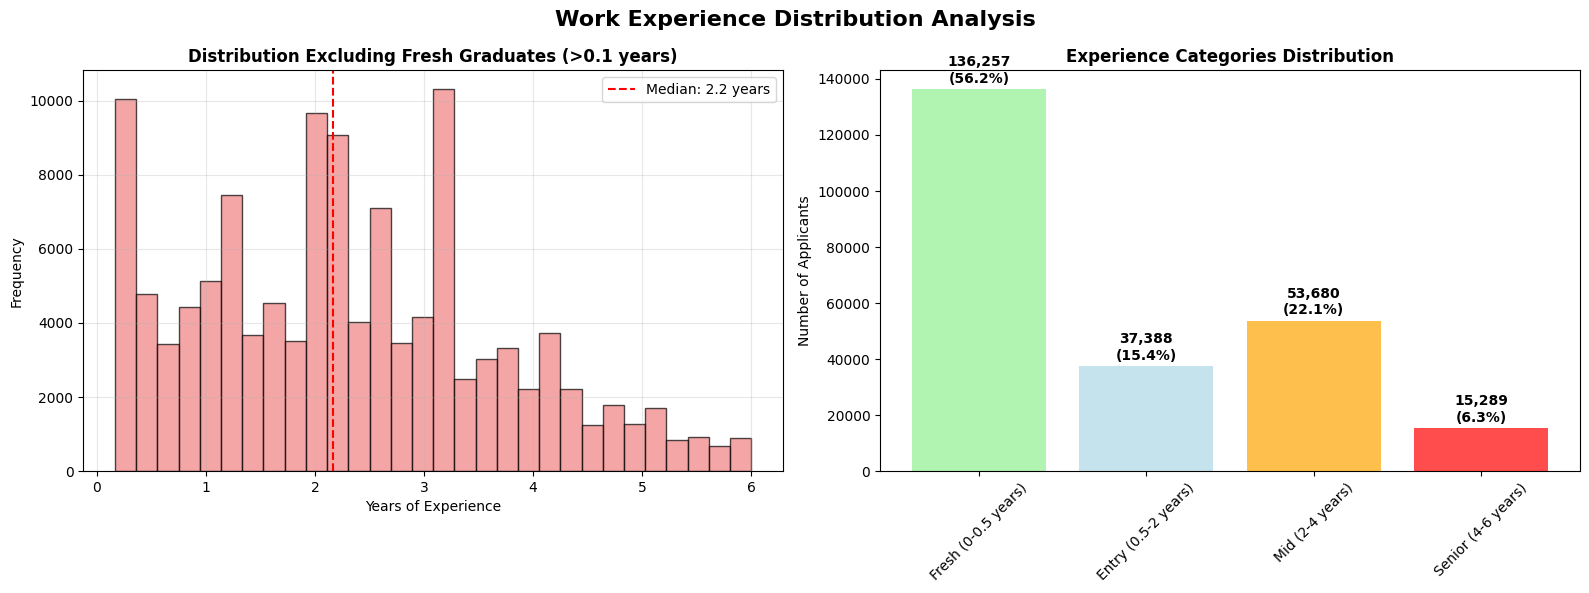 Work Experience Distribution Analysis
Distribution Excluding Fresh Graduates (>0.1 years)
Median: 2.2 years
Frequency
10000
8000
6000
4000
2000
0
0 1 2 3 4 5 6
Years of Experience
Experience Categories Distribution
Number of Applicants
140000
120000
100000
80000
60000
40000
20000
0
136,257
(56.2%)
37,388
(15.4%)
53,680
(22.1%)
15,289
(6.3%)
Fresh (0-0.5 years)
Entry (0.5-2 years)
Mid (2-4 years)
Senior (4-6 years)